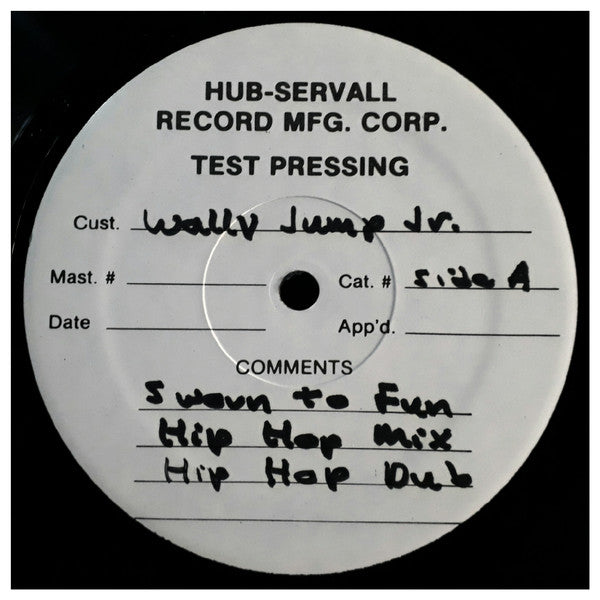 HUB-SERVALL
RECORD MFG. CORP.
TEST PRESSING
Cust. Wally Jump Jr.
Mast. # Cat. # Side A
Date App'd.
COMMENTS
Sworn to Fun
Hip Hop Mix
Hip Hop Dub